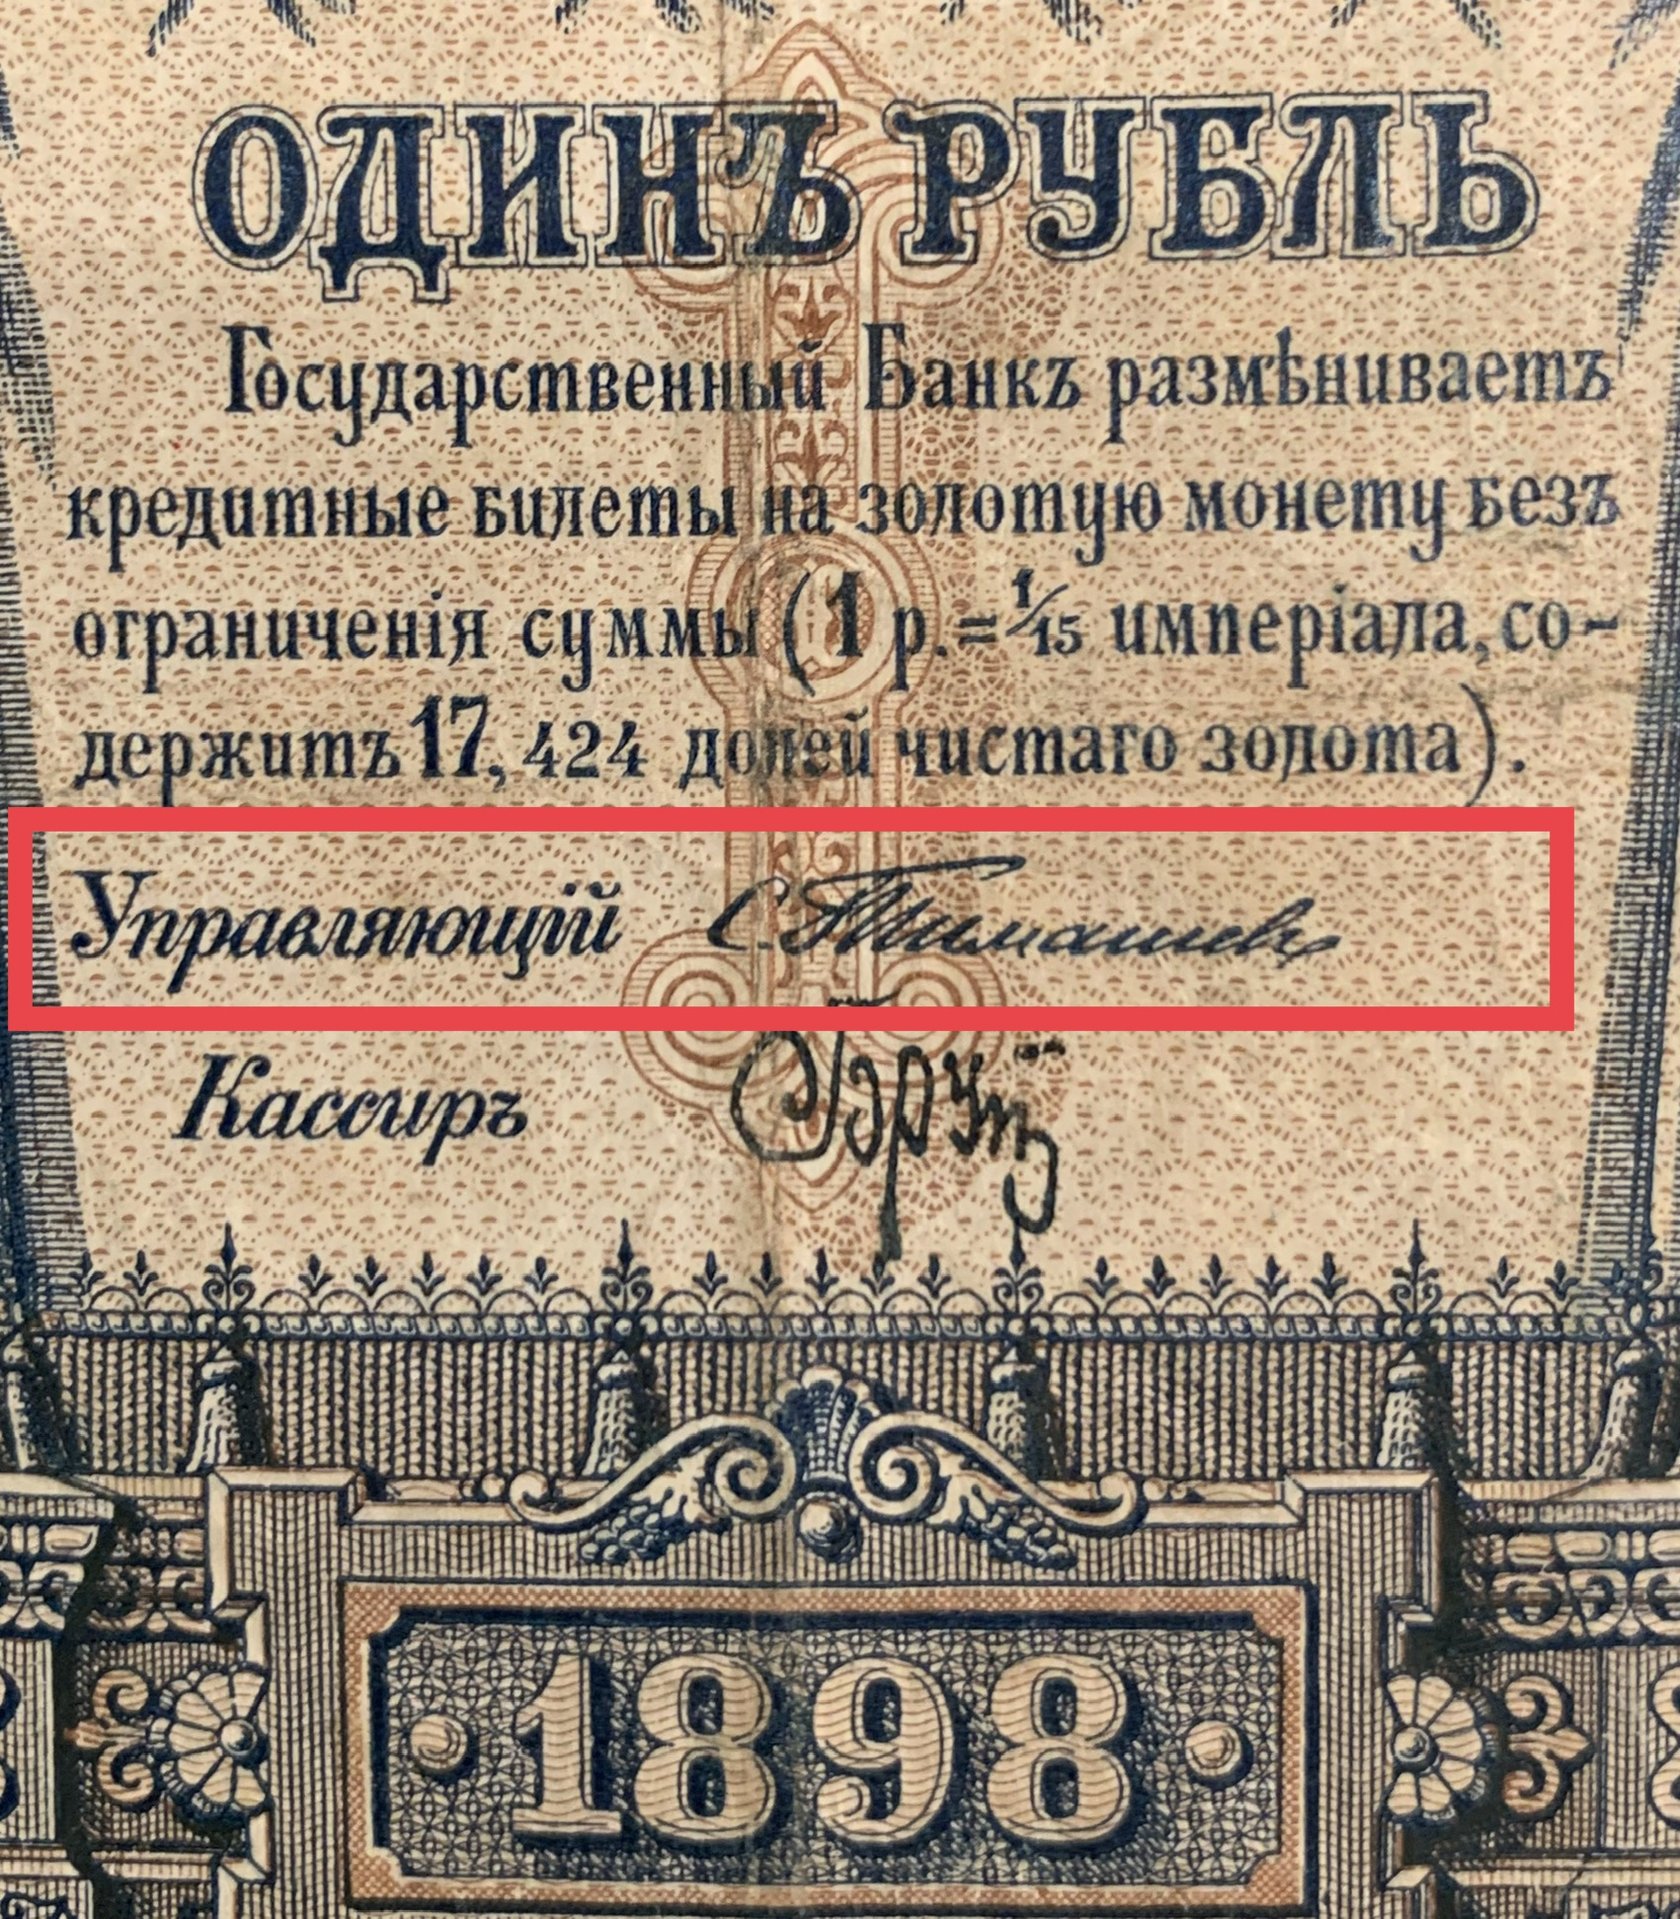 ОДИНЪ РУБЛЬ
Государственный Банкъ размѣниваетъ
кредитные билеты на золотую монету безъ
ограниченія суммы (1 р.=1/15 имперіала, со-
держитъ 17,424 долей чистаго золота).
Управляющій С. Тимашевъ
Кассиръ
1898